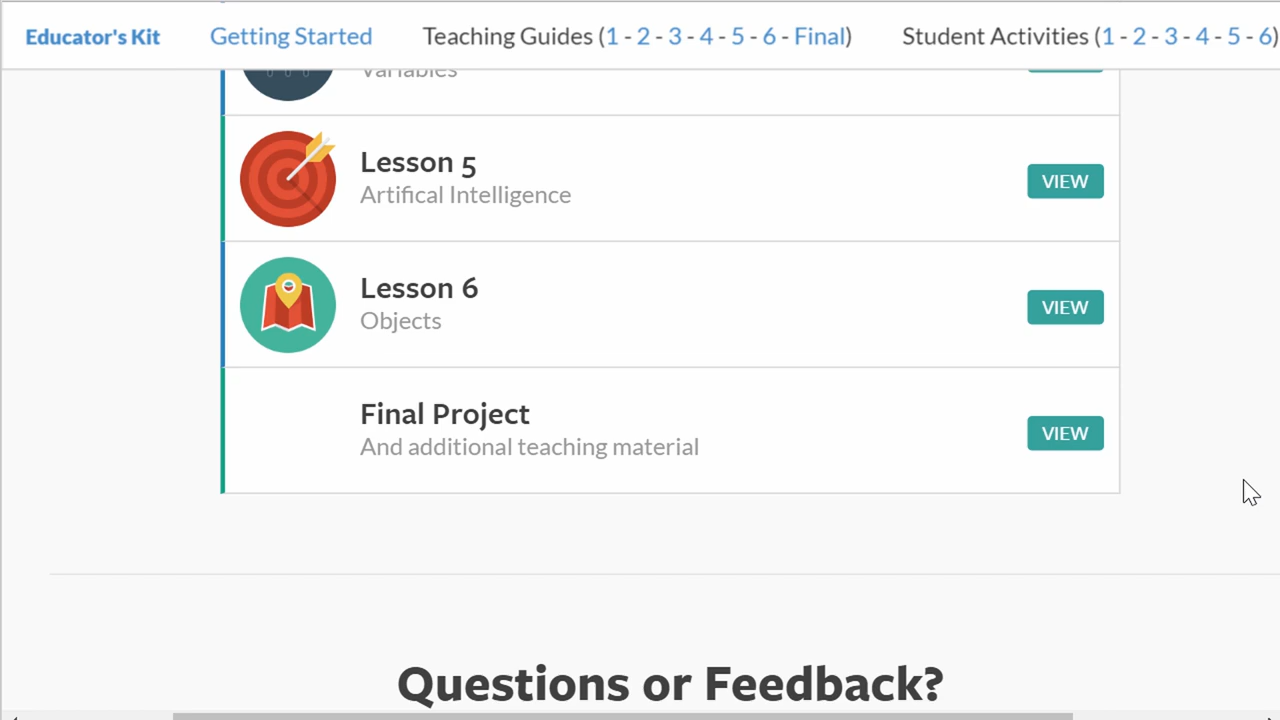 Educator's Kit Getting Started Teaching Guides (1 - 2 - 3 - 4 - 5 - 6 - Final) Student Activities (1 - 2 - 3 - 4 - 5 - 6)
Variables
Lesson 5
Artifical Intelligence
VIEW
Lesson 6
Objects
VIEW
Final Project
And additional teaching material
VIEW
Questions or Feedback?